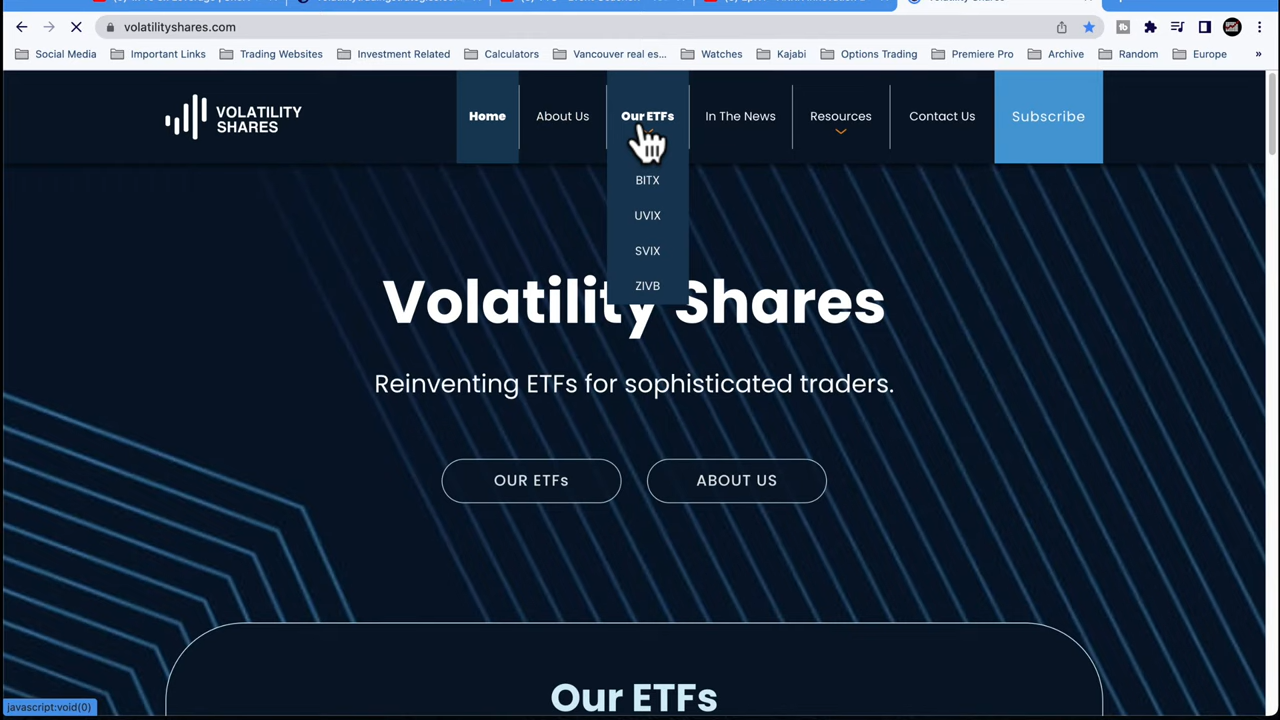 volatilityshares.com
Social Media Important Links Trading Websites Investment Related Calculators Vancouver real es... Watches Kajabi Options Trading Premiere Pro Archive Random Europe »
VOLATILITY
SHARES
Home About Us Our ETFs In The News Resources Contact Us Subscribe
BITX
UVIX
SVIX
ZIVB
Volatility Shares
Reinventing ETFs for sophisticated traders.
OUR ETFs ABOUT US
Our ETFs
javascript:void(0)